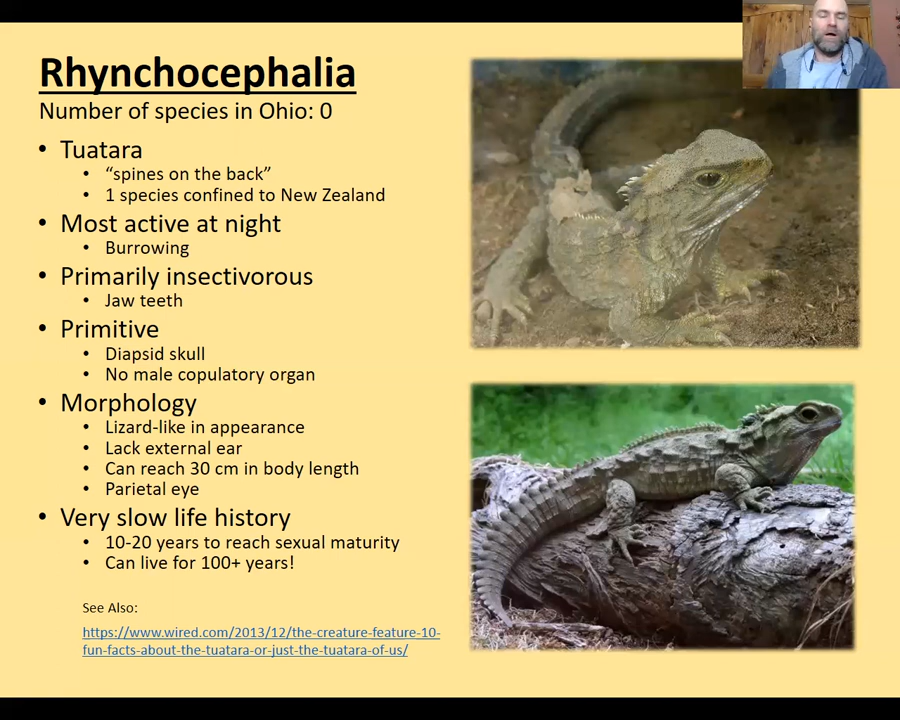 Rhynchocephalia
Number of species in Ohio: 0
• Tuatara
• “spines on the back”
• 1 species confined to New Zealand
• Most active at night
• Burrowing
• Primarily insectivorous
• Jaw teeth
• Primitive
• Diapsid skull
• No male copulatory organ
• Morphology
• Lizard-like in appearance
• Lack external ear
• Can reach 30 cm in body length
• Parietal eye
• Very slow life history
• 10-20 years to reach sexual maturity
• Can live for 100+ years!
See Also:
https://www.wired.com/2013/12/the-creature-feature-10-
fun-facts-about-the-tuatara-or-just-the-tuatara-of-us/